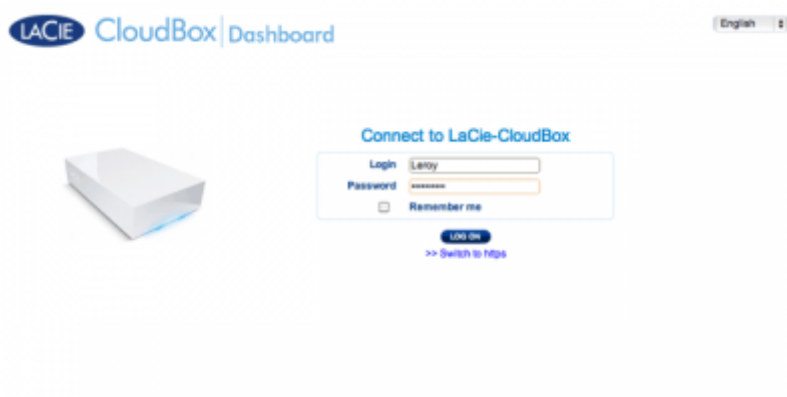 LACIE CloudBox Dashboard
English
Connect to LaCie-CloudBox
Login Leroy
Password ••••••••
Remember me
LOG ON
>> Switch to https